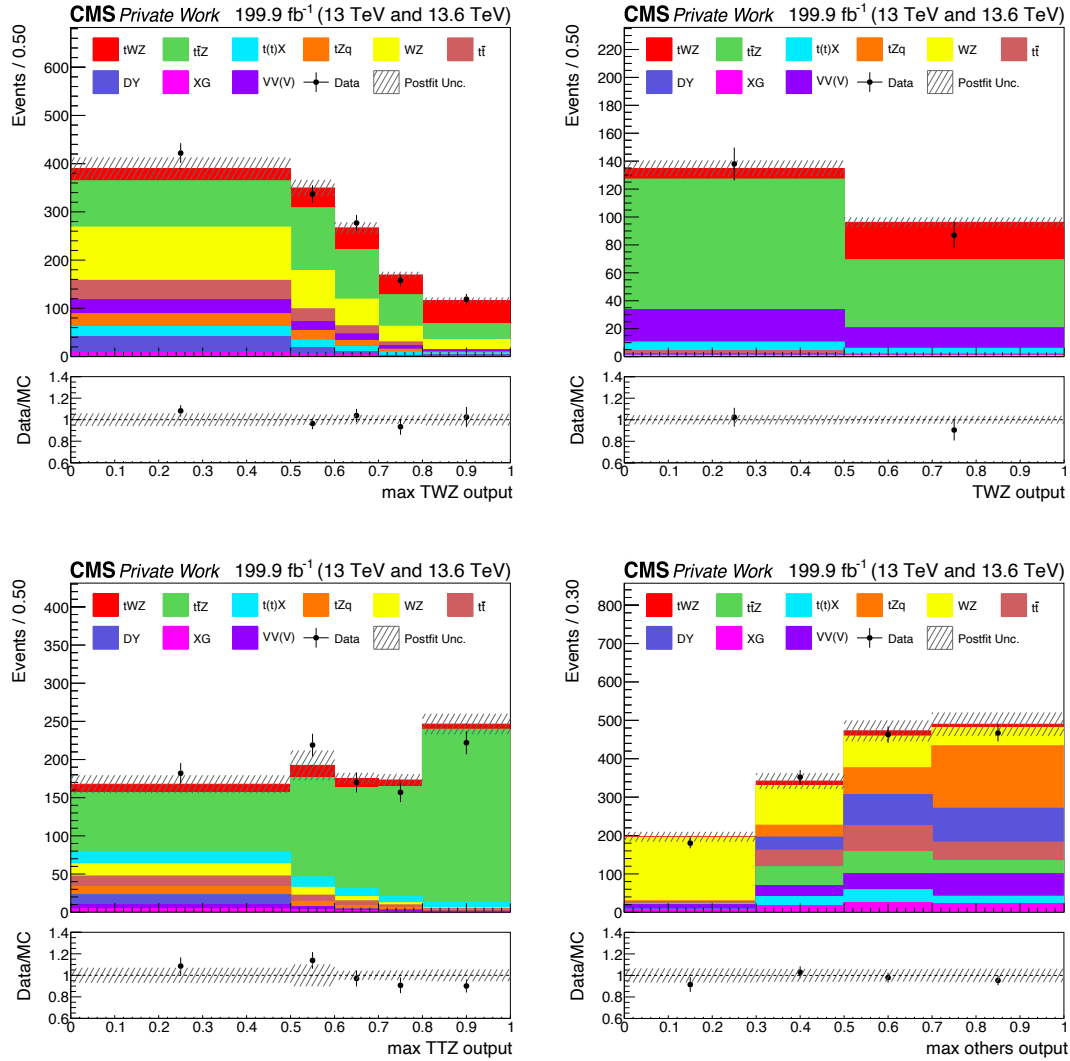 CMS Private Work 199.9 fb-1 (13 TeV and 13.6 TeV)
Events / 0.50
tWZ tt̄Z t(t)X tZq WZ tt̄
DY XG VV(V) Data Postfit Unc.
600
500
400
300
200
100
0
Data/MC
1.4
1.2
1
0.8
0.6
0 0.1 0.2 0.3 0.4 0.5 0.6 0.7 0.8 0.9 1
max TWZ output
CMS Private Work 199.9 fb-1 (13 TeV and 13.6 TeV)
Events / 0.50
tWZ tt̄Z t(t)X tZq WZ tt̄
DY XG VV(V) Data Postfit Unc.
220
200
180
160
140
120
100
80
60
40
20
0
Data/MC
1.4
1.2
1
0.8
0.6
0 0.1 0.2 0.3 0.4 0.5 0.6 0.7 0.8 0.9 1
TWZ output
CMS Private Work 199.9 fb-1 (13 TeV and 13.6 TeV)
Events / 0.50
tWZ tt̄Z t(t)X tZq WZ tt̄
DY XG VV(V) Data Postfit Unc.
400
350
300
250
200
150
100
50
0
Data/MC
1.4
1.2
1
0.8
0.6
0 0.1 0.2 0.3 0.4 0.5 0.6 0.7 0.8 0.9 1
max TTZ output
CMS Private Work 199.9 fb-1 (13 TeV and 13.6 TeV)
Events / 0.30
tWZ tt̄Z t(t)X tZq WZ tt̄
DY XG VV(V) Data Postfit Unc.
800
700
600
500
400
300
200
100
0
Data/MC
1.4
1.2
1
0.8
0.6
0 0.1 0.2 0.3 0.4 0.5 0.6 0.7 0.8 0.9 1
max others output